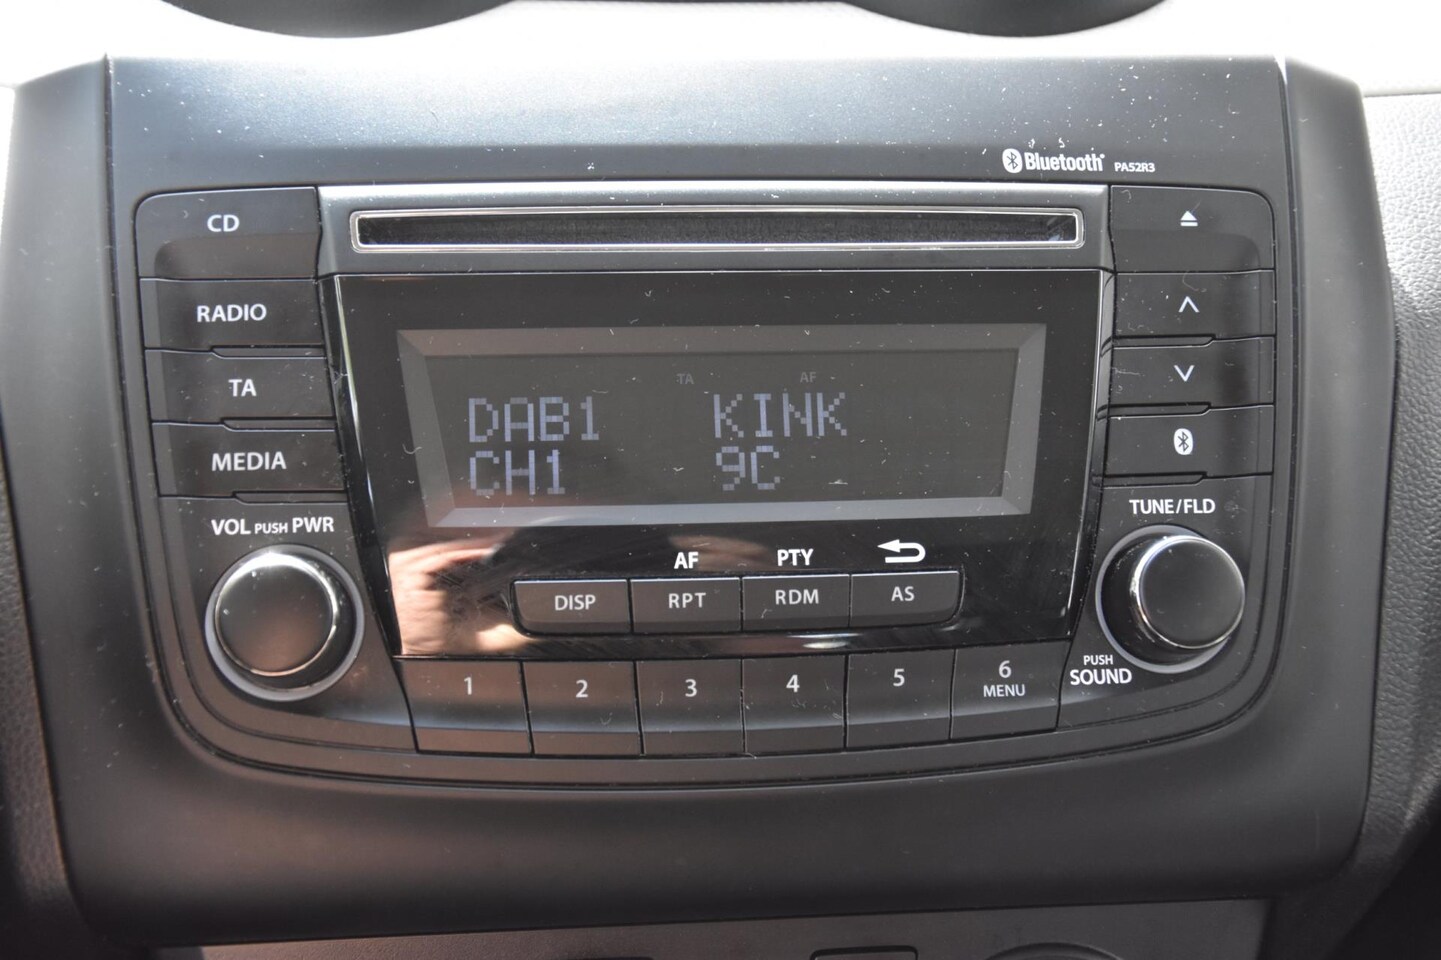 Bluetooth PA52R3
CD
RADIO
TA
MEDIA
VOL PUSH PWR
TA AF
DAB1 KINK
CH1 9C
AF PTY
DISP RPT RDM AS
1 2 3 4 5 6
MENU
TUNE/FLD
PUSH
SOUND